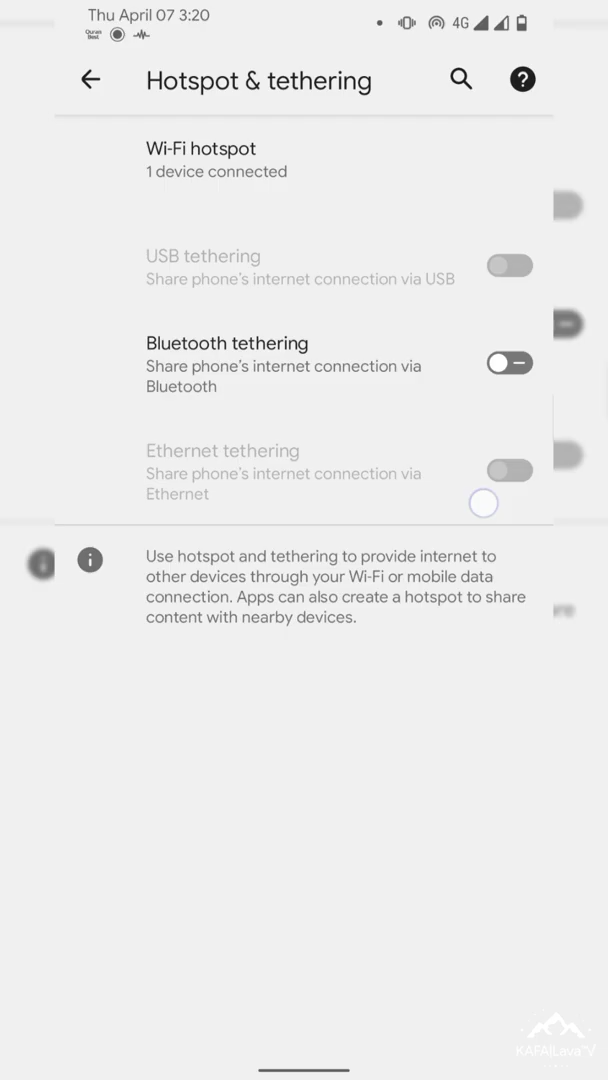 Thu April 07 3:20
4G
Quran
Best
Hotspot & tethering
Wi-Fi hotspot
1 device connected
USB tethering
Share phone's internet connection via USB
Bluetooth tethering
Share phone's internet connection via
Bluetooth
Ethernet tethering
Share phone's internet connection via
Ethernet
Use hotspot and tethering to provide internet to
other devices through your Wi-Fi or mobile data
connection. Apps can also create a hotspot to share
content with nearby devices.